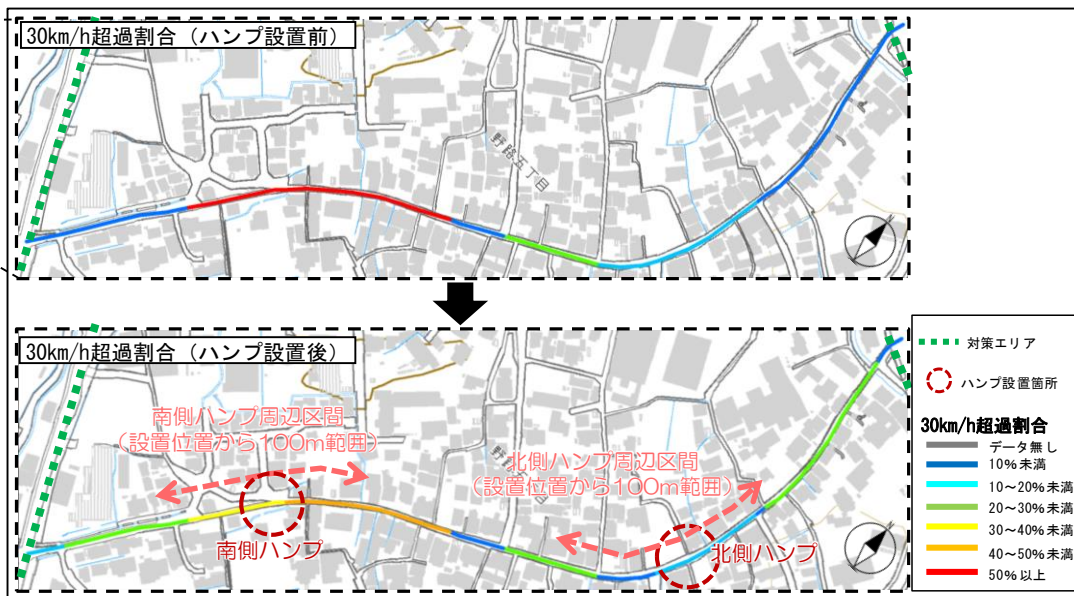 30km/h超過割合（ハンプ設置前）
野路五丁目
30km/h超過割合（ハンプ設置後）
南側ハンプ周辺区間
（設置位置から100m範囲）
北側ハンプ周辺区間
（設置位置から100m範囲）
南側ハンプ
北側ハンプ
対策エリア
ハンプ設置箇所
30km/h超過割合
データ無し
10%未満
10～20%未満
20～30%未満
30～40%未満
40～50%未満
50%以上